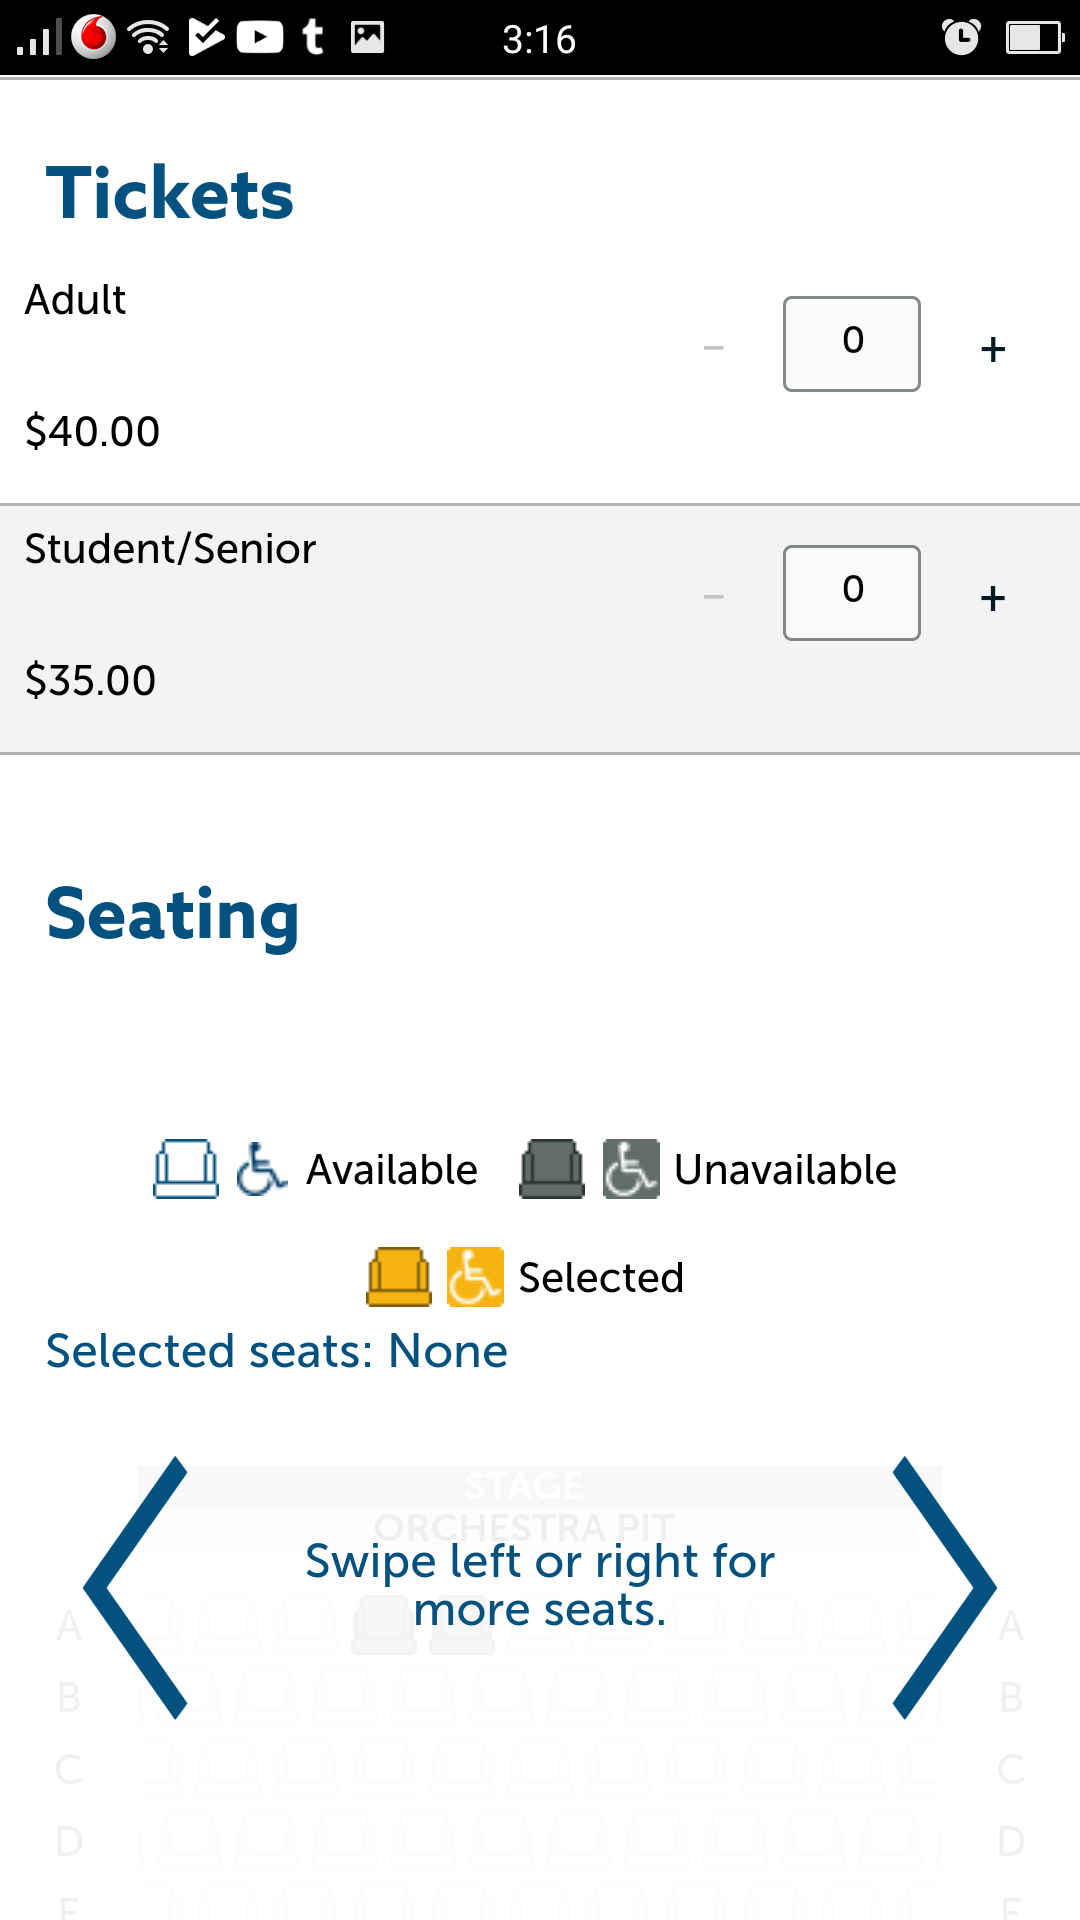 3:16
Tickets
Adult
− 0 +
$40.00
Student/Senior
− 0 +
$35.00
Seating
Available Unavailable
Selected
Selected seats: None
STAGE
ORCHESTRA PIT
Swipe left or right for
more seats.
A A
B B
C C
D D